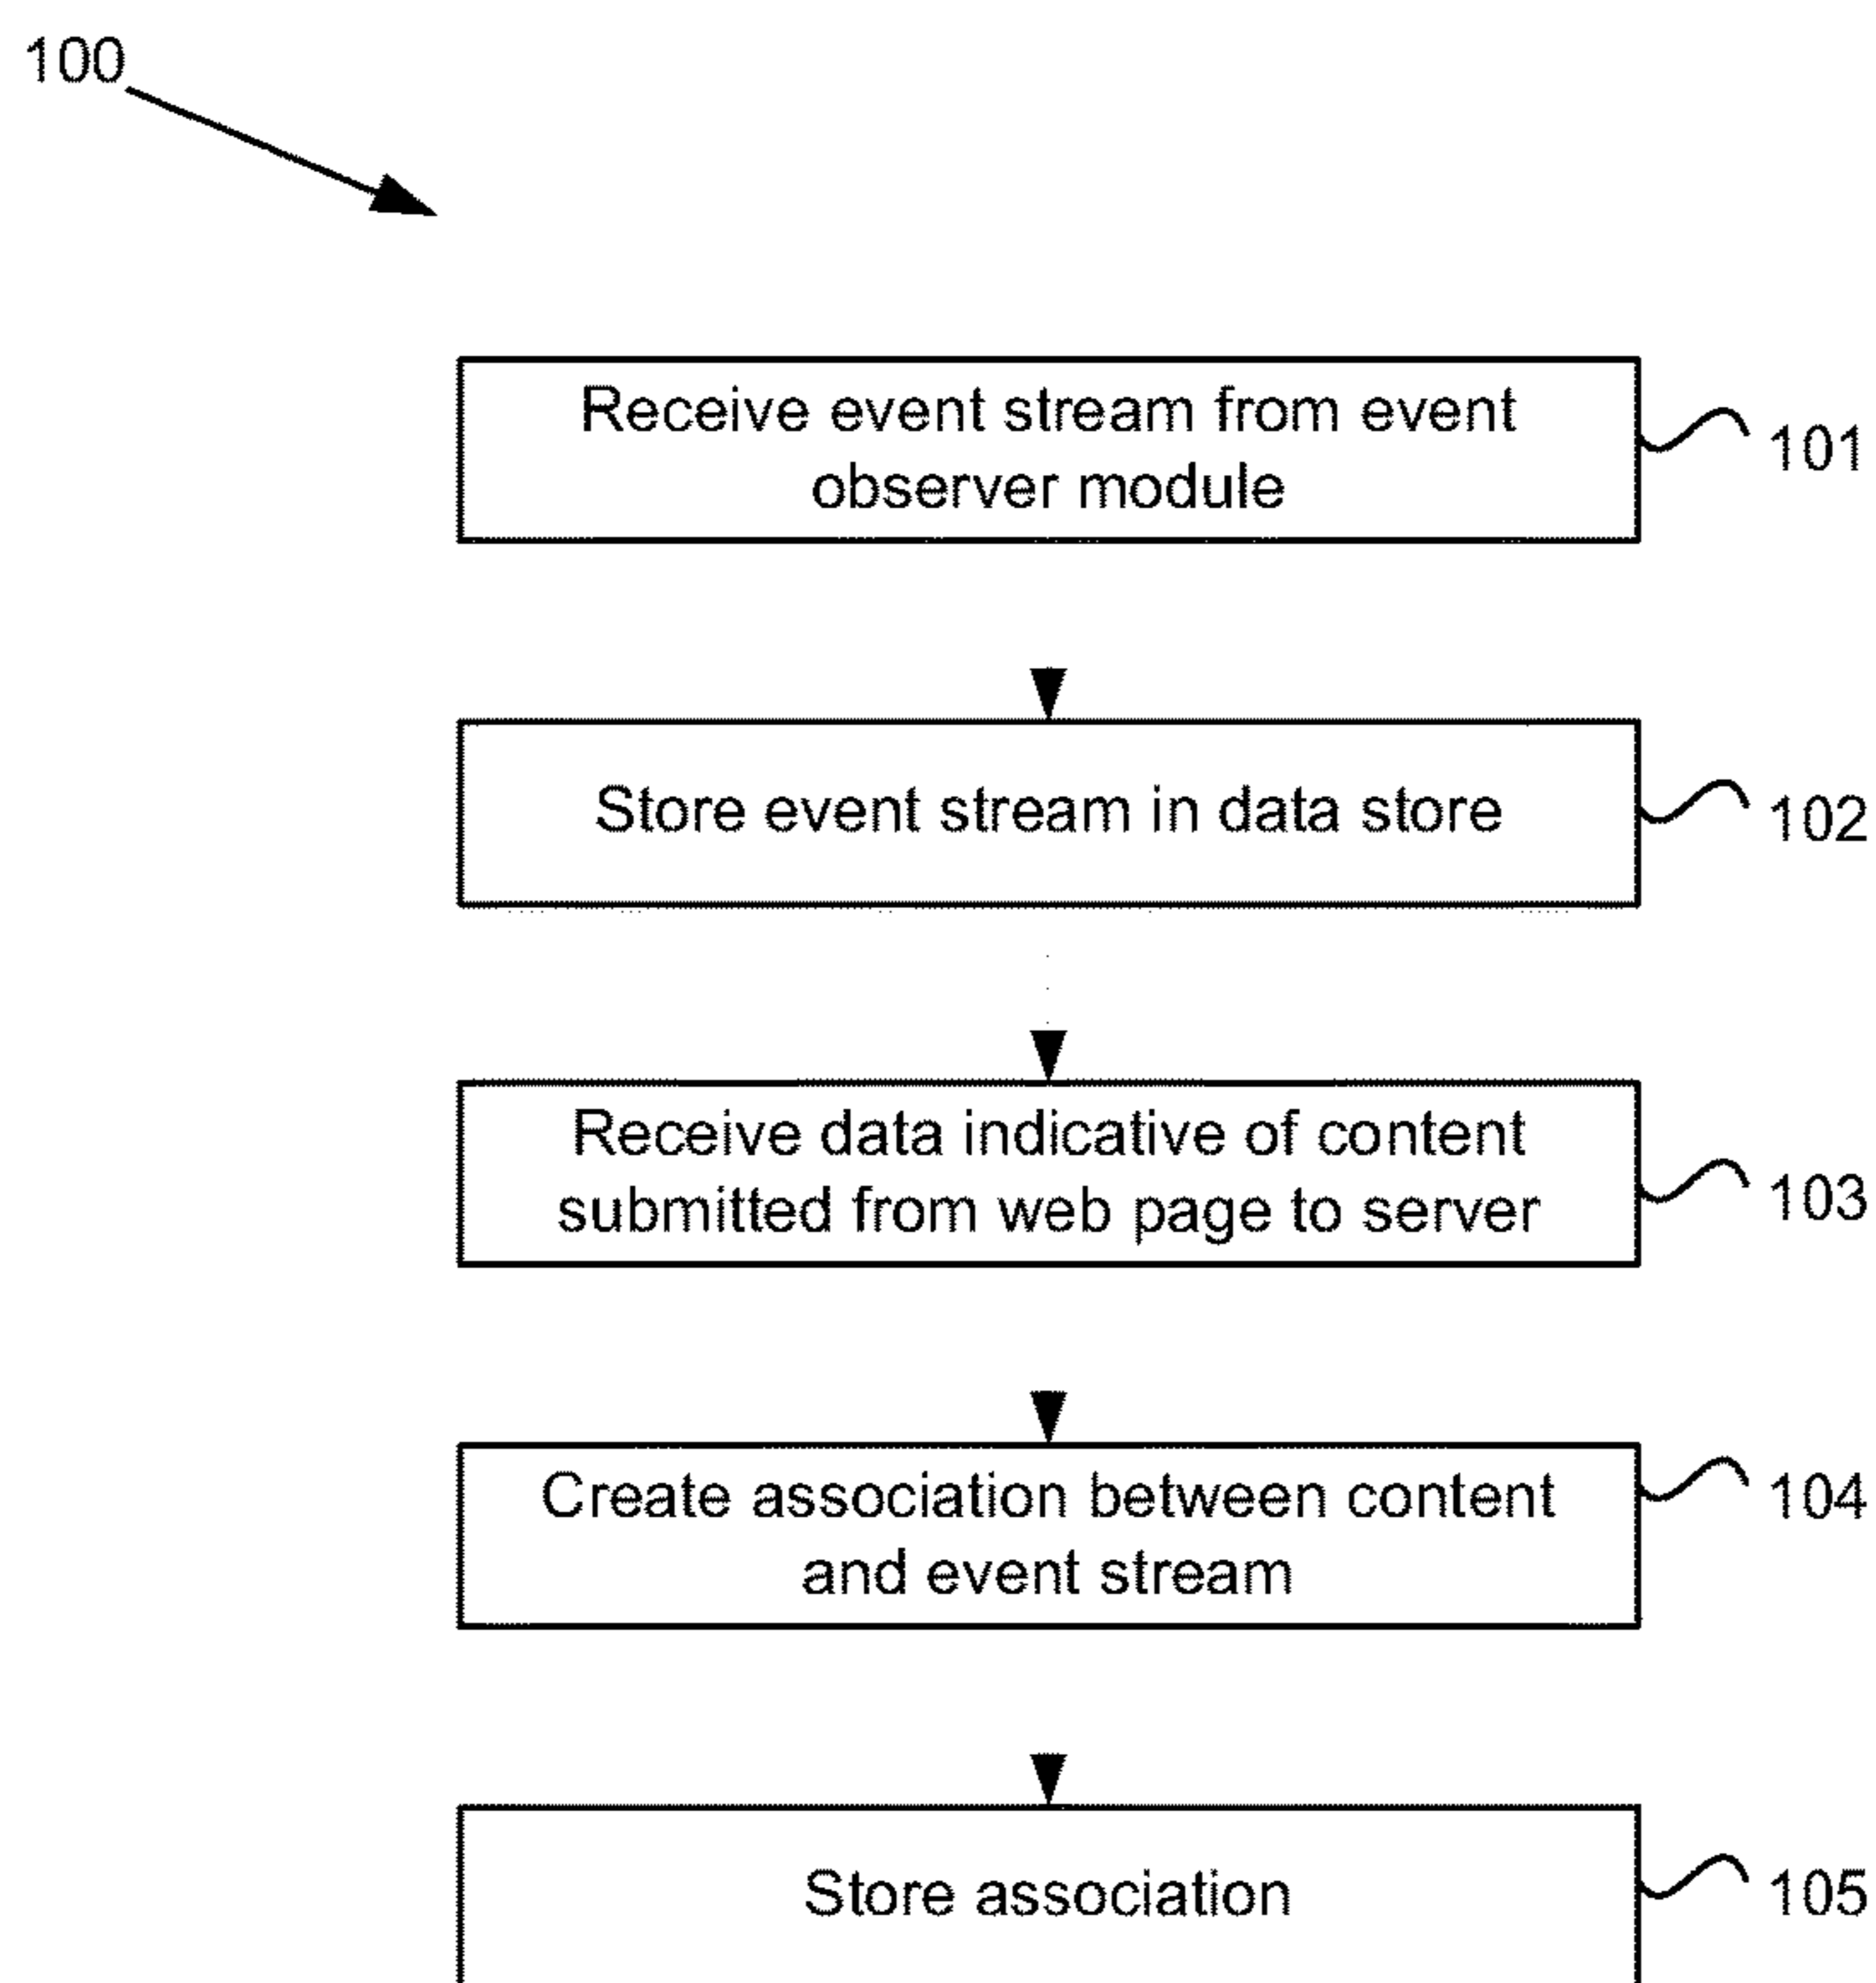 100
Receive event stream from event
observer module
101
Store event stream in data store
102
Receive data indicative of content
submitted from web page to server
103
Create association between content
and event stream
104
Store association
105